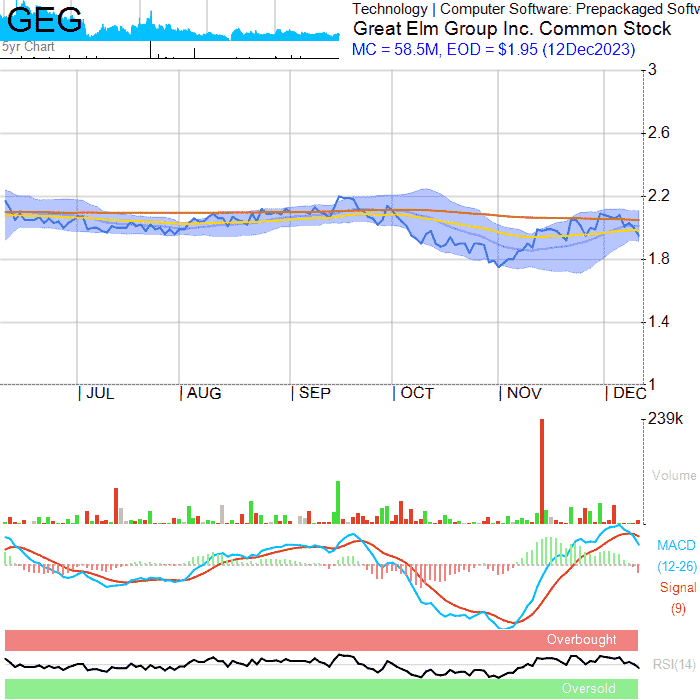 GEG
5yr Chart
Technology | Computer Software: Prepackaged Softw
Great Elm Group Inc. Common Stock
MC = 58.5M, EOD = $1.95 (12Dec2023)
3
2.6
2.2
1.8
1.4
1
| JUL | AUG | SEP | OCT | NOV | DEC
239k
Volume
MACD
(12-26)
Signal
(9)
Overbought
RSI(14)
Oversold